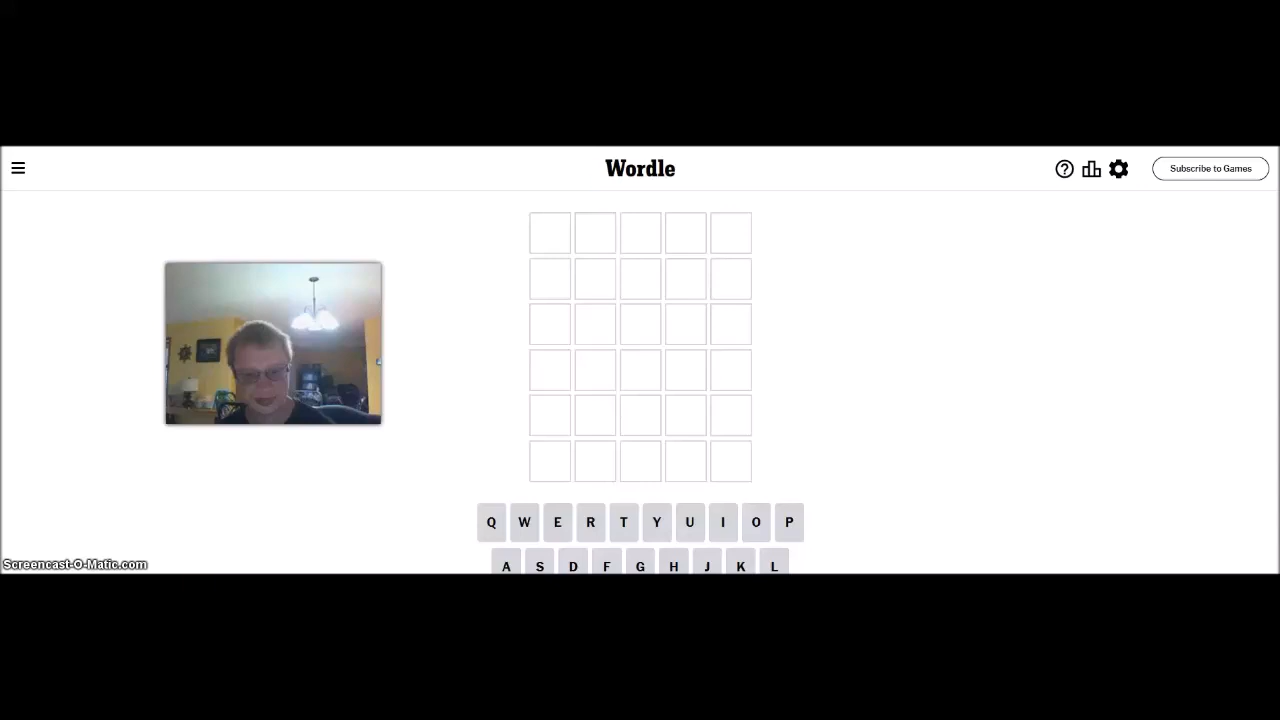 Wordle
Subscribe to Games
Q W E R T Y U I O P
A S D F G H J K L
Screencast-O-Matic.com